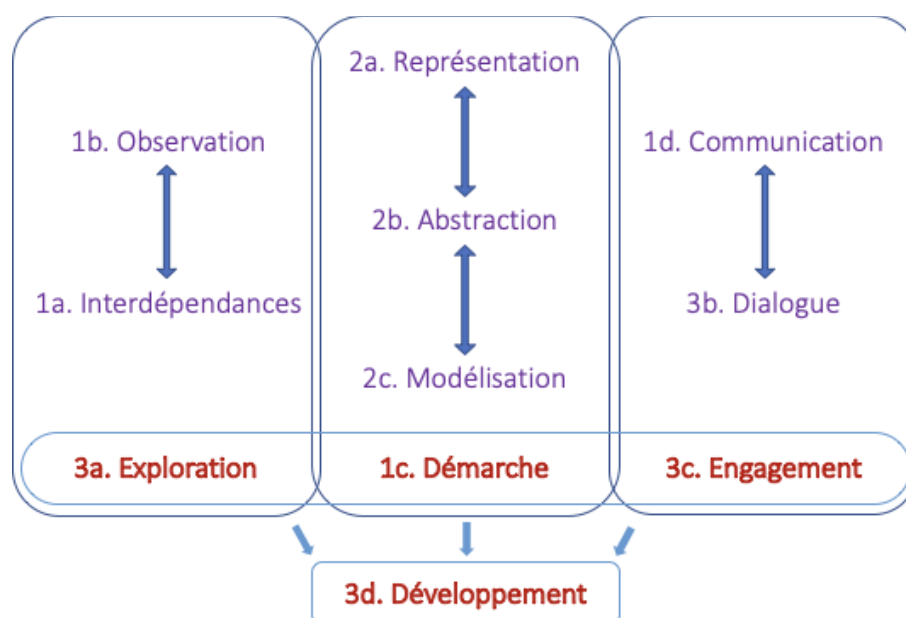 2a. Représentation
1b. Observation
1d. Communication
2b. Abstraction
1a. Interdépendances
3b. Dialogue
2c. Modélisation
3a. Exploration
1c. Démarche
3c. Engagement
3d. Développement